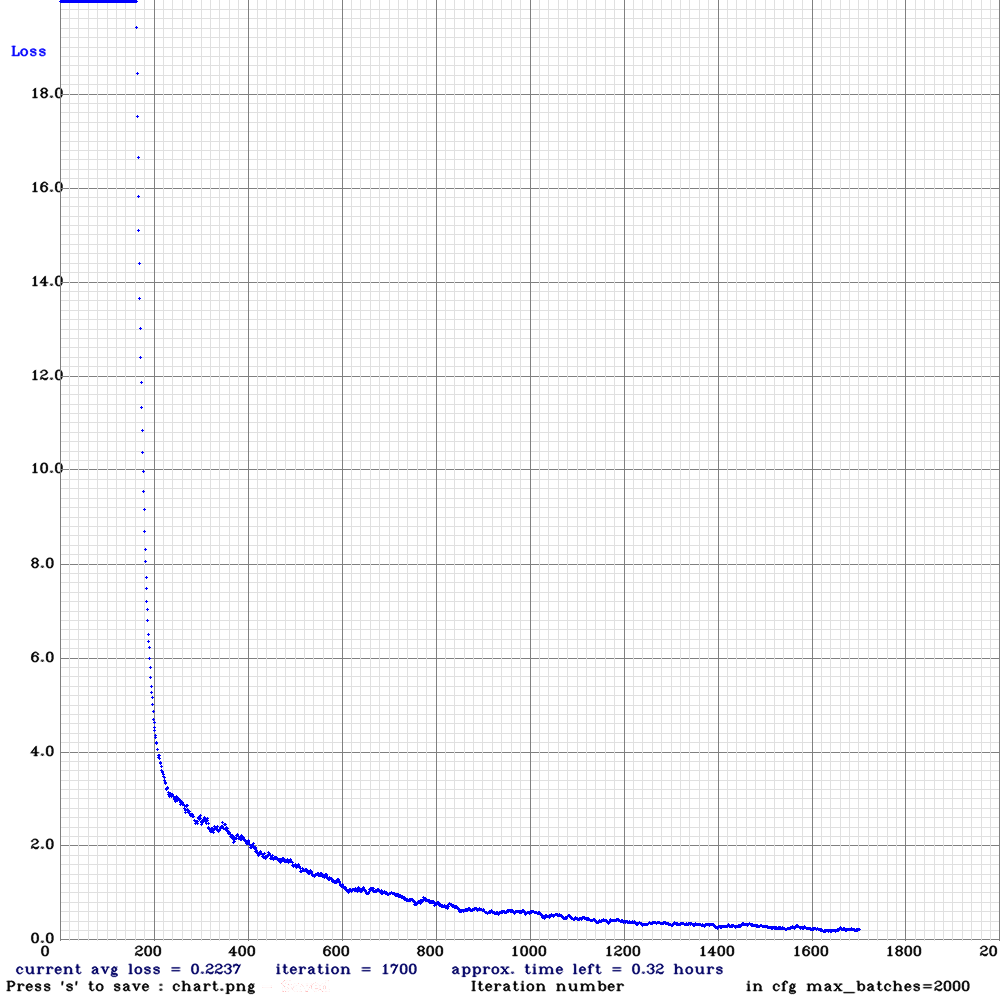 Loss
18.0
16.0
14.0
12.0
10.0
8.0
6.0
4.0
2.0
0.0
0 200 400 600 800 1000 1200 1400 1600 1800 20
current avg loss = 0.2237 iteration = 1700 approx. time left = 0.32 hours
Press 's' to save : chart.png Iteration number in cfg max_batches=2000